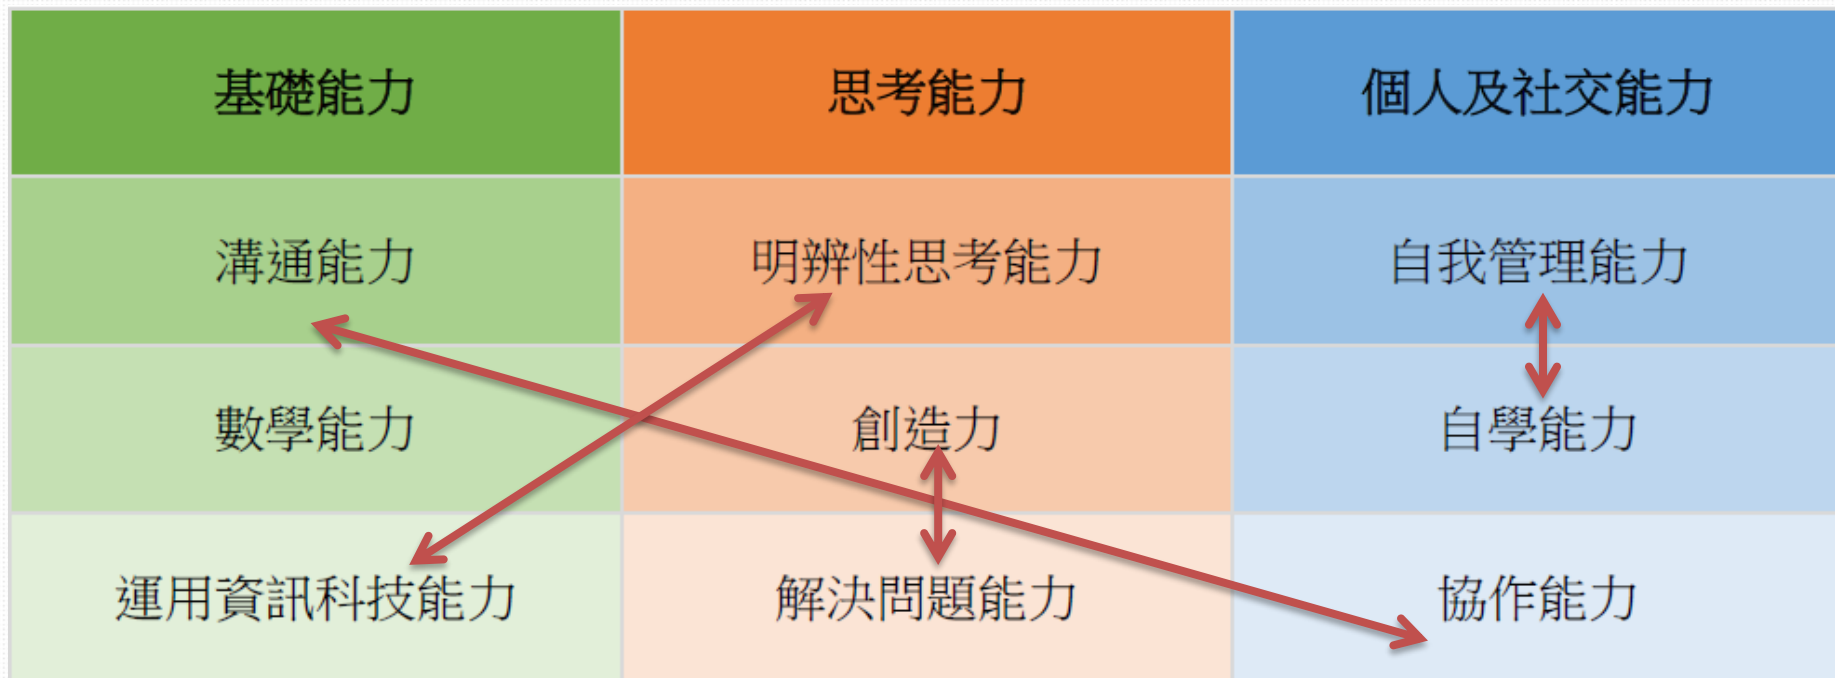 基礎能力
思考能力
個人及社交能力
溝通能力
明辨性思考能力
自我管理能力
數學能力
創造力
自學能力
運用資訊科技能力
解決問題能力
協作能力